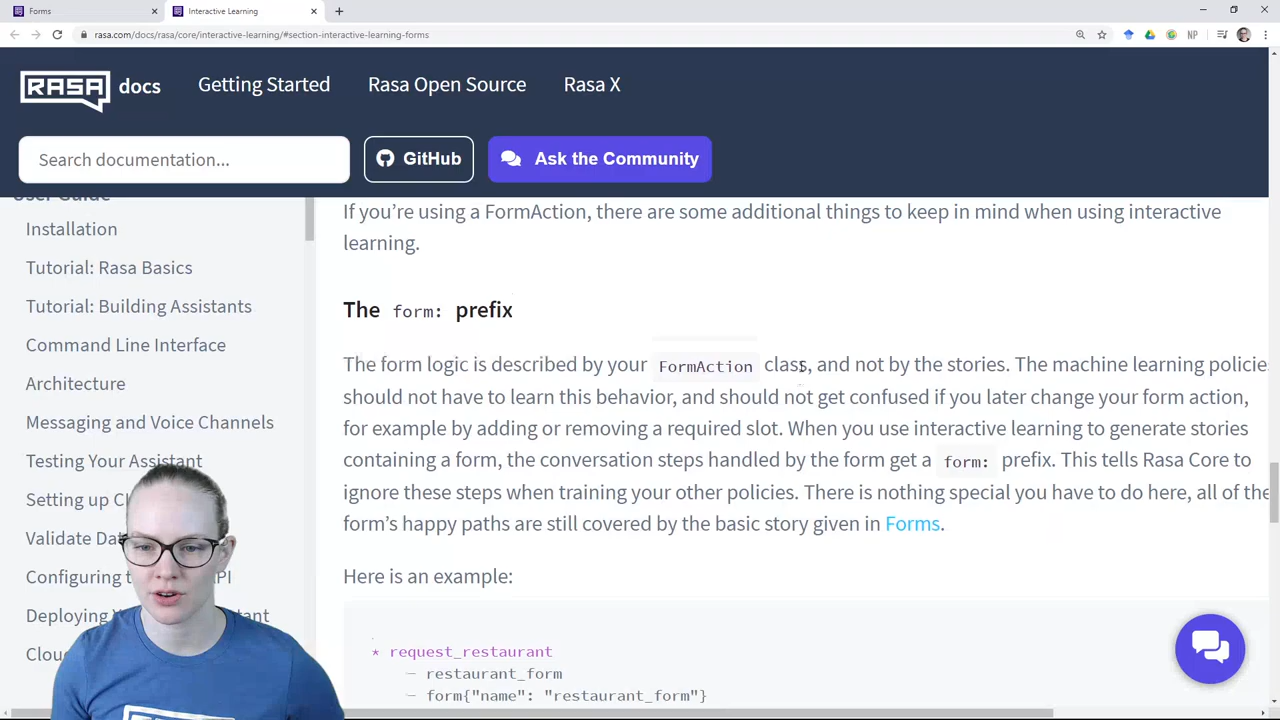 Forms
Interactive Learning
rasa.com/docs/rasa/core/interactive-learning/#section-interactive-learning-forms
NP
RASA docs
Getting Started
Rasa Open Source
Rasa X
Search documentation...
GitHub
Ask the Community
User Guide
Installation
Tutorial: Rasa Basics
Tutorial: Building Assistants
Command Line Interface
Architecture
Messaging and Voice Channels
Testing Your Assistant
Setting up
Validate
Configuring
Deploying
If you’re using a FormAction, there are some additional things to keep in mind when using interactive
learning.
The form: prefix
The form logic is described by your FormAction class, and not by the stories. The machine learning policie
should not have to learn this behavior, and should not get confused if you later change your form action,
for example by adding or removing a required slot. When you use interactive learning to generate stories
containing a form, the conversation steps handled by the form get a form: prefix. This tells Rasa Core to
ignore these steps when training your other policies. There is nothing special you have to do here, all of the
form’s happy paths are still covered by the basic story given in Forms.
Here is an example:
* request_restaurant
– restaurant_form
– form{"name": "restaurant_form"}